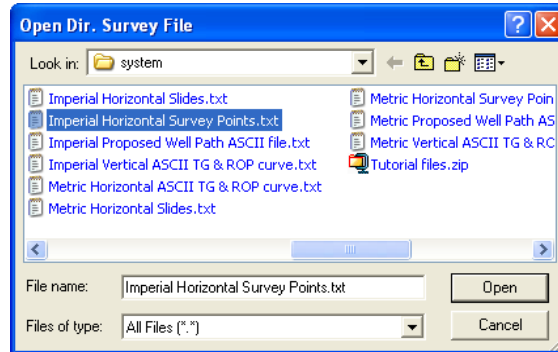 Open Dir. Survey File
Look in: system
Imperial Horizontal Slides.txt
Imperial Horizontal Survey Points.txt
Imperial Proposed Well Path ASCII file.txt
Imperial Vertical ASCII TG & ROP curve.txt
Metric Horizontal ASCII TG & ROP curve.txt
Metric Horizontal Slides.txt
Metric Horizontal Survey Poin
Metric Proposed Well Path AS
Metric Vertical ASCII TG & RC
Tutorial files.zip
File name: Imperial Horizontal Survey Points.txt Open
Files of type: All Files (*.*) Cancel